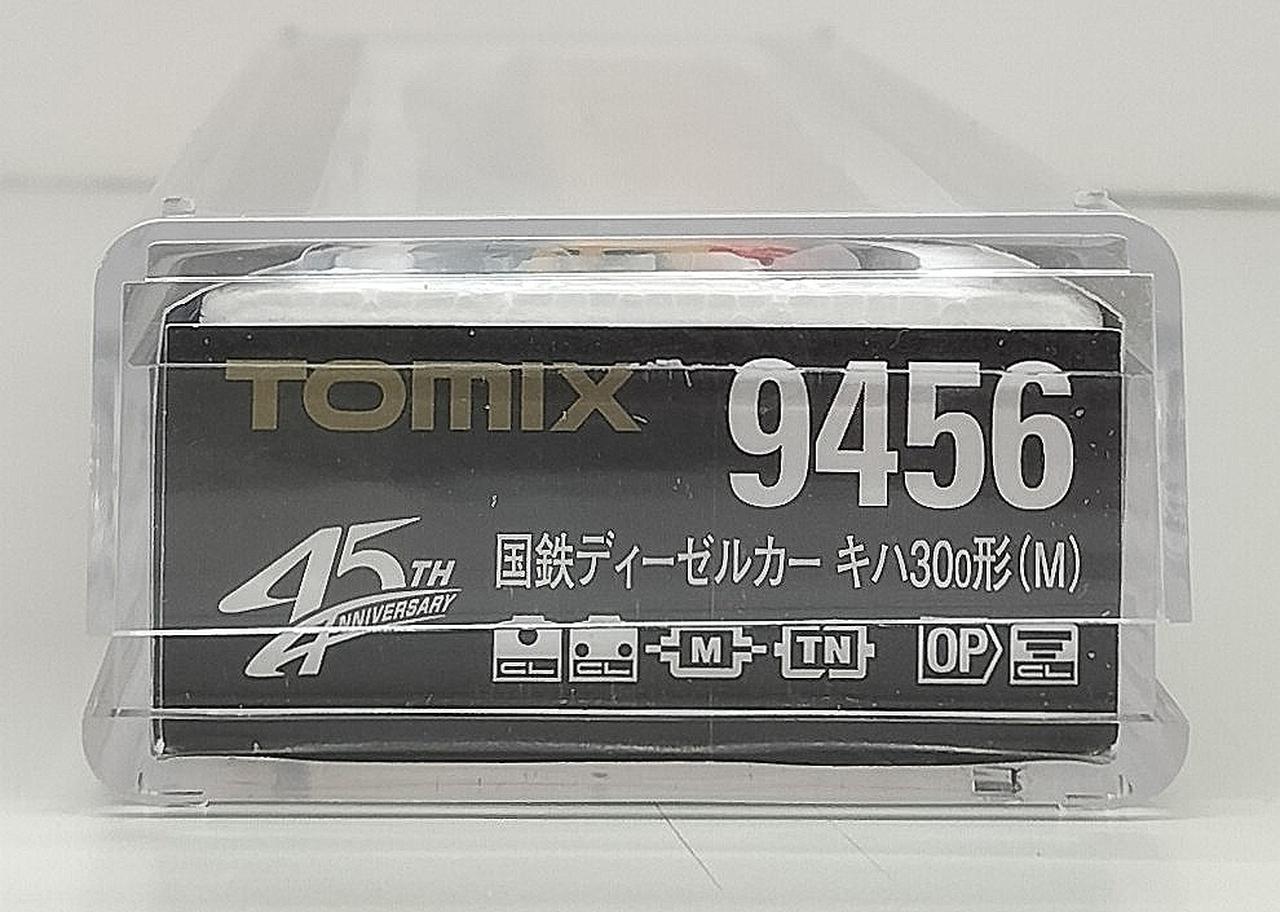 TOMIX 9456
45TH ANNIVERSARY
国鉄ディーゼルカー キハ300形(M)
CL CL M TN OP CL